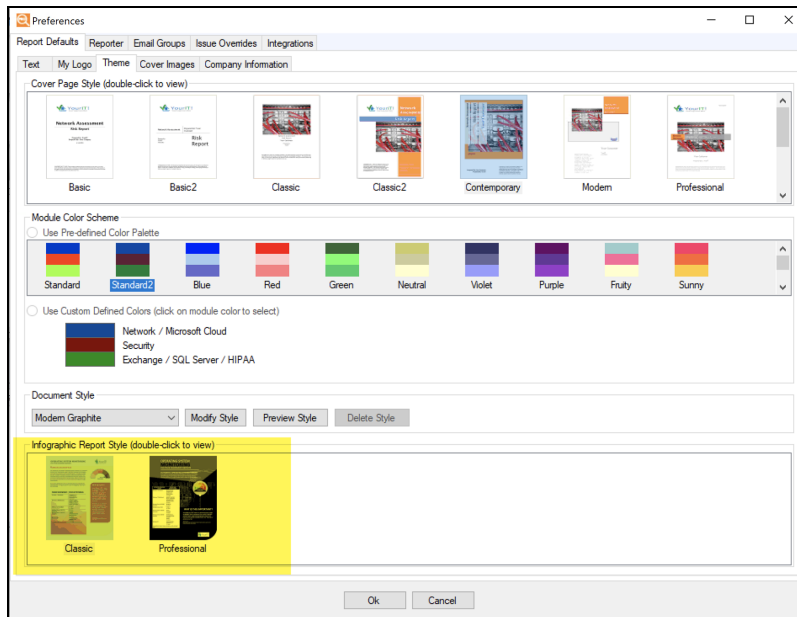 Preferences
Report Defaults Reporter Email Groups Issue Overrides Integrations
Text My Logo Theme Cover Images Company Information
Cover Page Style (double-click to view)
Network Assessment
Risk Report
Risk
Report
Basic Basic2 Classic Classic2 Contemporary Modern Professional
Module Color Scheme
Use Pre-defined Color Palette
Standard Standard2 Blue Red Green Neutral Violet Purple Fruity Sunny
Use Custom Defined Colors (click on module color to select)
Network / Microsoft Cloud
Security
Exchange / SQL Server / HIPAA
Document Style
Modern Graphite Modify Style Preview Style Delete Style
Infographic Report Style (double-click to view)
Classic Professional
Ok Cancel